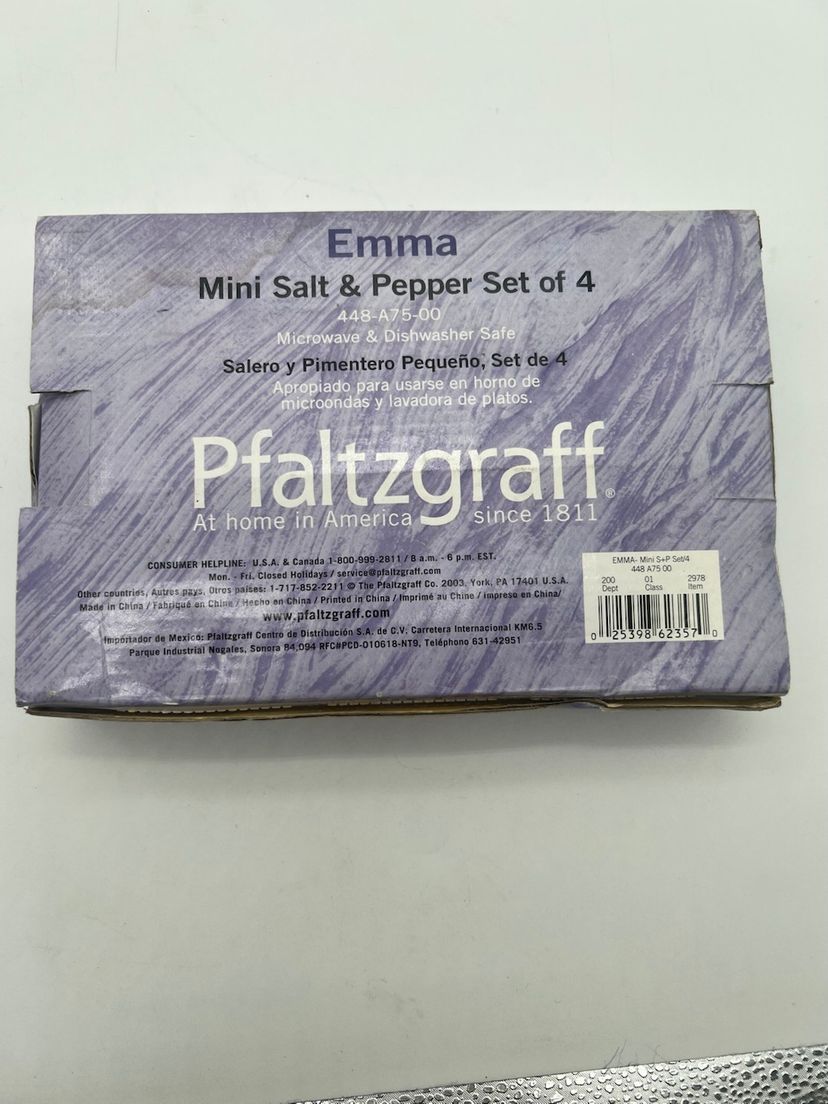 Emma
Mini Salt & Pepper Set of 4
448-A75-00
Microwave & Dishwasher Safe
Salero y Pimentero Pequeño, Set de 4
Apropiado para usarse en horno de
microondas y lavadora de platos.
Pfaltzgraff®
At home in America since 1811
CONSUMER HELPLINE: U.S.A. & Canada 1-800-999-2811 / 8 a.m. - 6 p.m. EST.
Mon. - Fri. Closed Holidays / service@pfaltzgraff.com
Other countries, Autres pays, Otros paises: 1-717-852-2211 © The Pfaltzgraff Co. 2003, York, PA 17401 U.S.A.
Made in China / Fabriqué en Chine / Hecho en China / Printed in China / Imprimé au Chine / impreso en China/
www.pfaltzgraff.com
Importador de Mexico: Pfaltzgraff Centro de Distribución S.A. de C.V. Carretera Internacional KM6.5
Parque Industrial Nogales, Sonora 84,094 RFC#PCD-010618-NT9, Teléphono 631-42951
EMMA- Mini S+P Set/4
448 A75 00
200 01 2978
Dept Class Item
0 25398 62357 0